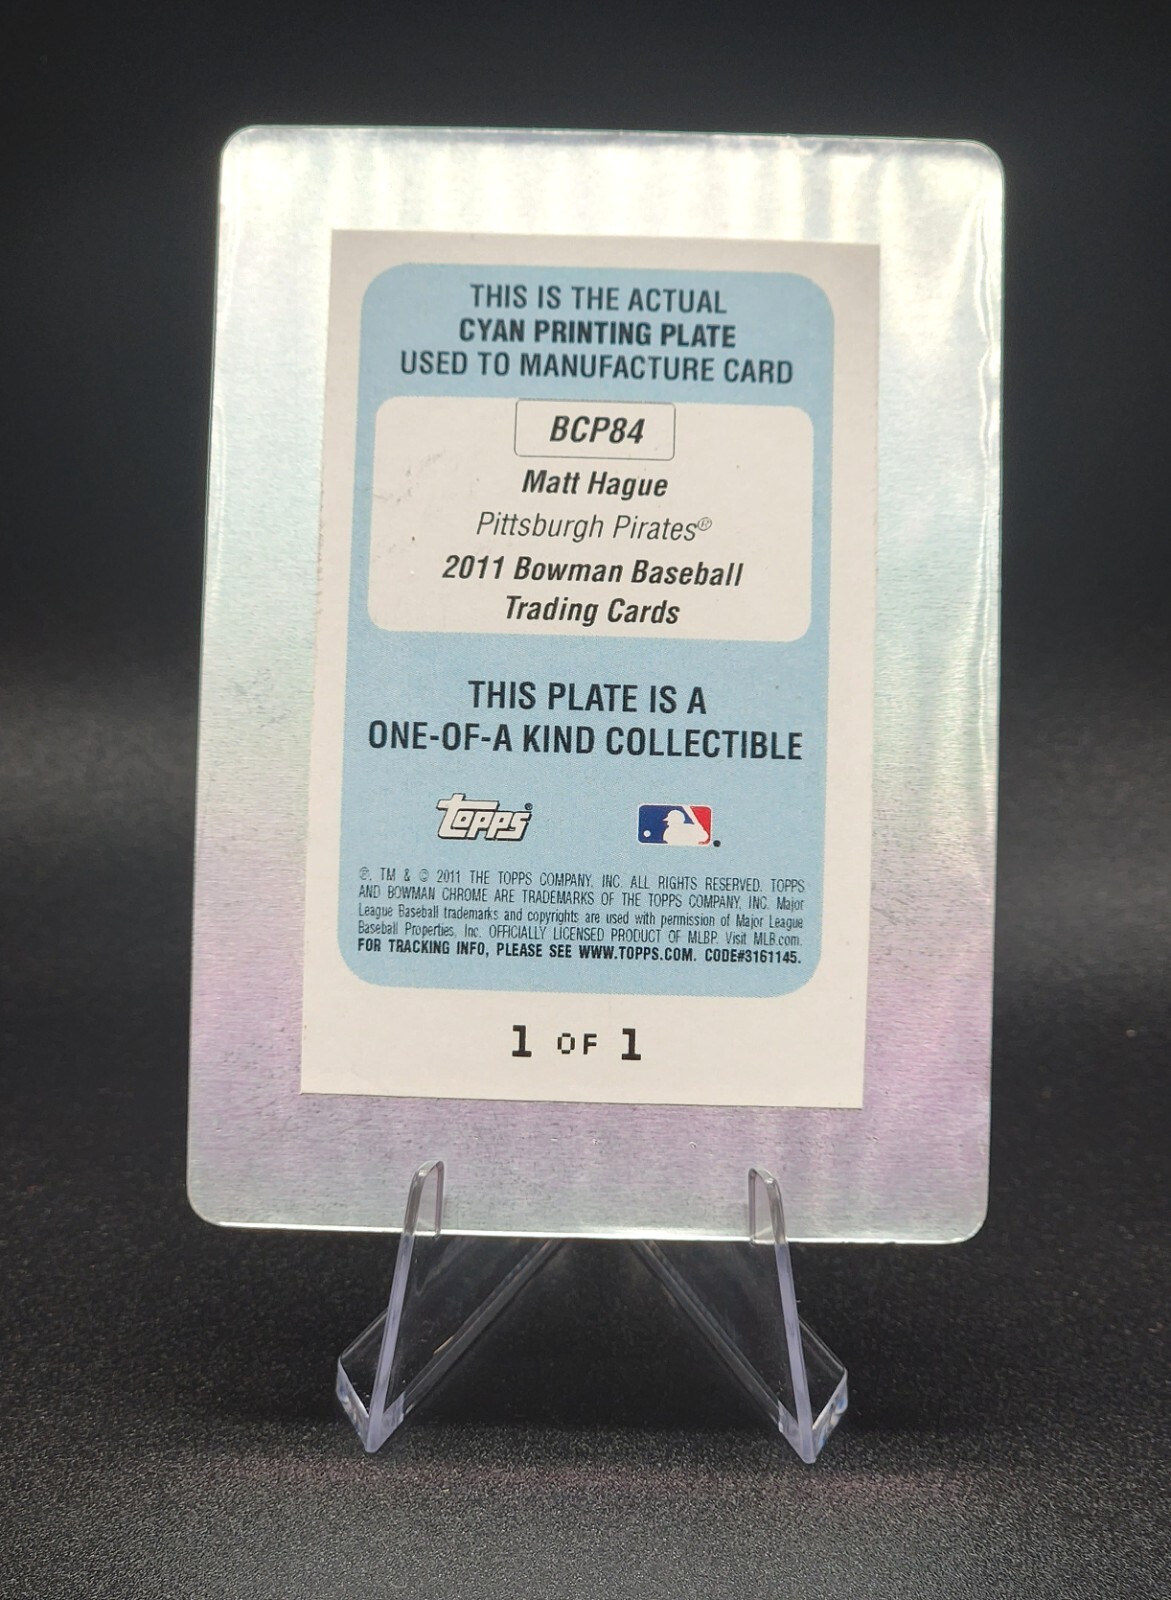 THIS IS THE ACTUAL
CYAN PRINTING PLATE
USED TO MANUFACTURE CARD
BCP84
Matt Hague
Pittsburgh Pirates®
2011 Bowman Baseball
Trading Cards
THIS PLATE IS A
ONE-OF-A KIND COLLECTIBLE
topps®
®, TM & © 2011 THE TOPPS COMPANY, INC. ALL RIGHTS RESERVED. TOPPS
AND BOWMAN CHROME ARE TRADEMARKS OF THE TOPPS COMPANY, INC. Major
League Baseball trademarks and copyrights are used with permission of Major League
Baseball Properties, Inc. OFFICIALLY LICENSED PRODUCT OF MLBP. Visit MLB.com.
FOR TRACKING INFO, PLEASE SEE WWW.TOPPS.COM. CODE#3161145.
1 OF 1